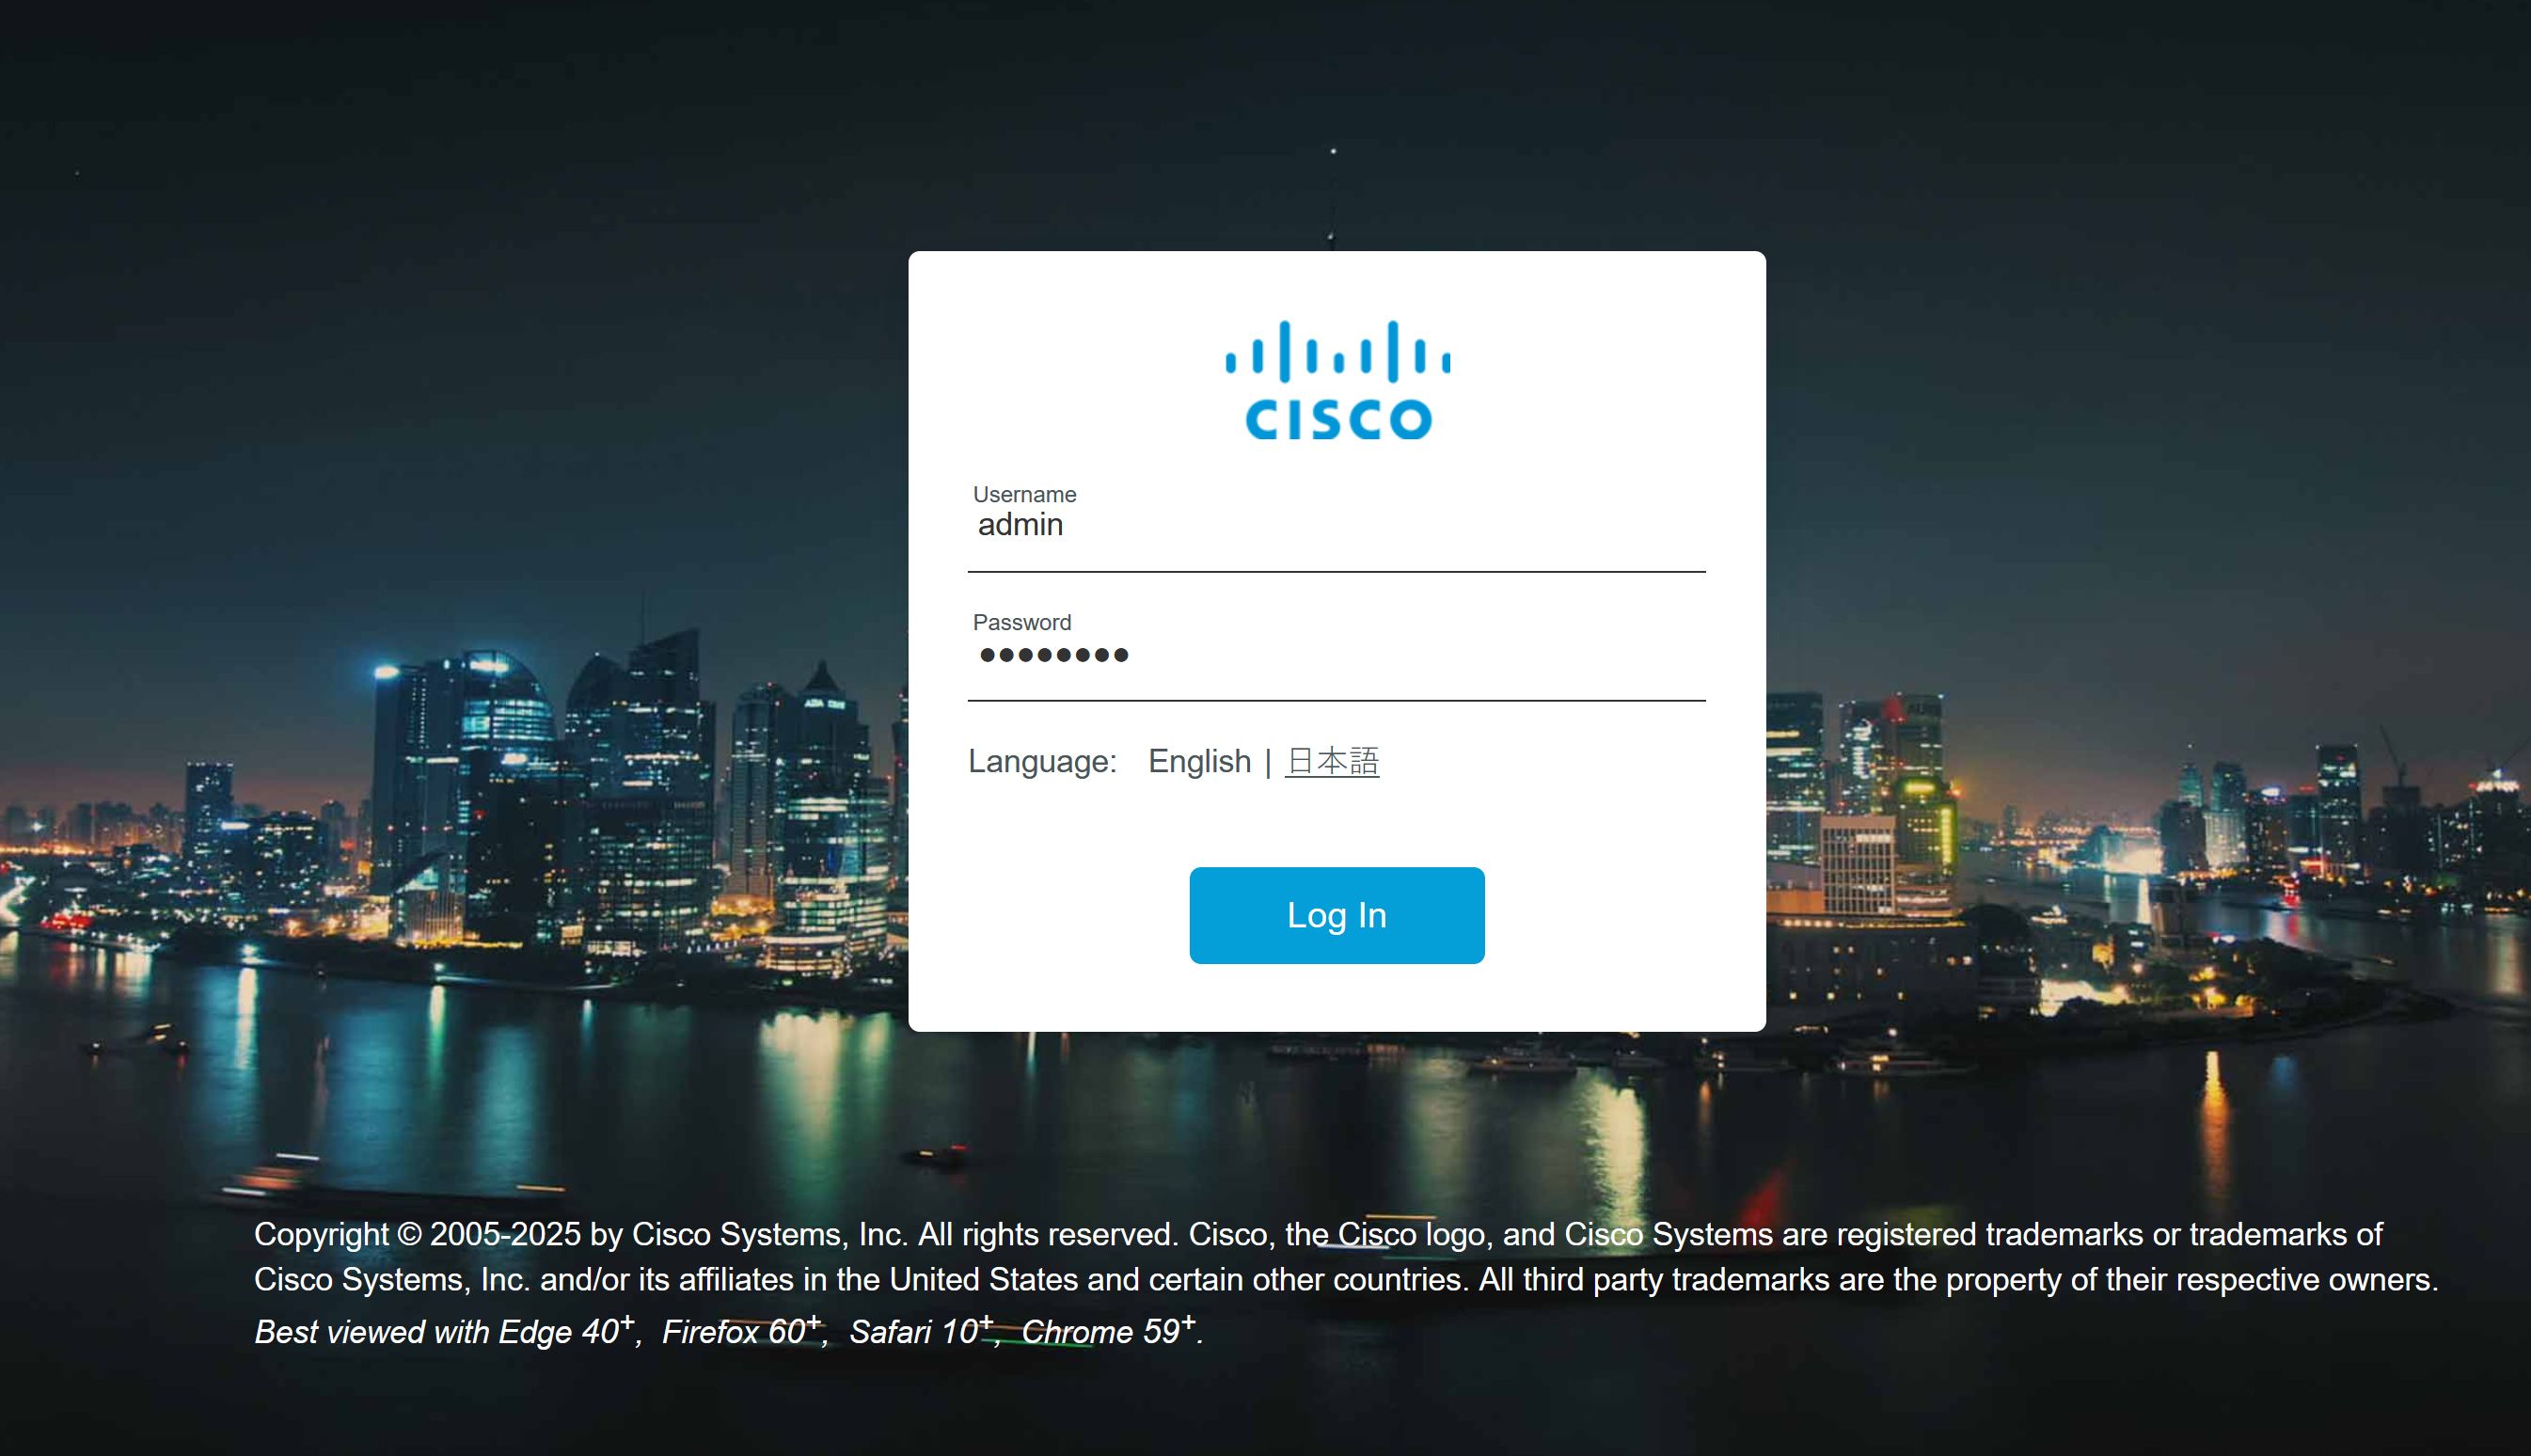 CISCO
Username
admin
Password
Language: English | 日本語
Log In
Copyright © 2005-2025 by Cisco Systems, Inc. All rights reserved. Cisco, the Cisco logo, and Cisco Systems are registered trademarks or trademarks of
Cisco Systems, Inc. and/or its affiliates in the United States and certain other countries. All third party trademarks are the property of their respective owners.
Best viewed with Edge 40+, Firefox 60+, Safari 10+, Chrome 59+.